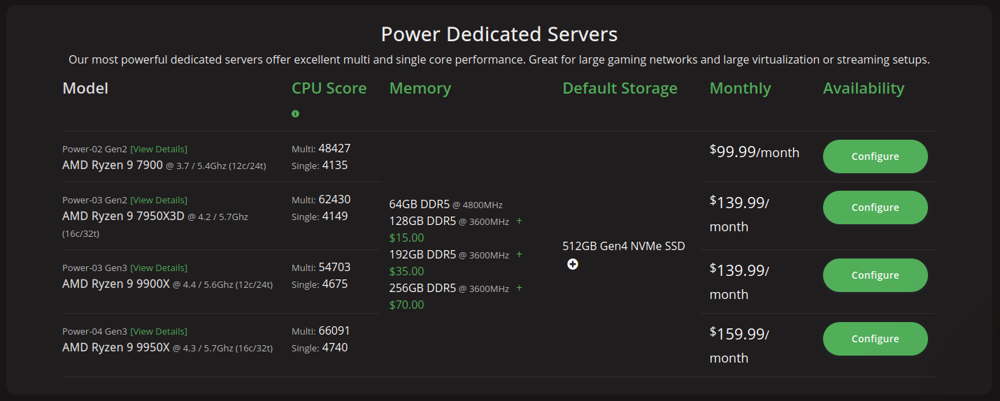 Power Dedicated Servers
Our most powerful dedicated servers offer excellent multi and single core performance. Great for large gaming networks and large virtualization or streaming setups.
Model CPU Score Memory Default Storage Monthly Availability
Power-02 Gen2 [View Details]
AMD Ryzen 9 7900 @ 3.7 / 5.4Ghz (12c/24t)
Multi: 48427
Single: 4135
$99.99/month
Configure
Power-03 Gen2 [View Details]
AMD Ryzen 9 7950X3D @ 4.2 / 5.7Ghz
(16c/32t)
Multi: 62430
Single: 4149
$139.99/
month
Configure
Power-03 Gen3 [View Details]
AMD Ryzen 9 9900X @ 4.4 / 5.6Ghz (12c/24t)
Multi: 54703
Single: 4675
$139.99/
month
Configure
Power-04 Gen3 [View Details]
AMD Ryzen 9 9950X @ 4.3 / 5.7Ghz (16c/32t)
Multi: 66091
Single: 4740
$159.99/
month
Configure
64GB DDR5 @ 4800MHz
128GB DDR5 @ 3600MHz +
$15.00
192GB DDR5 @ 3600MHz +
$35.00
256GB DDR5 @ 3600MHz +
$70.00
512GB Gen4 NVMe SSD